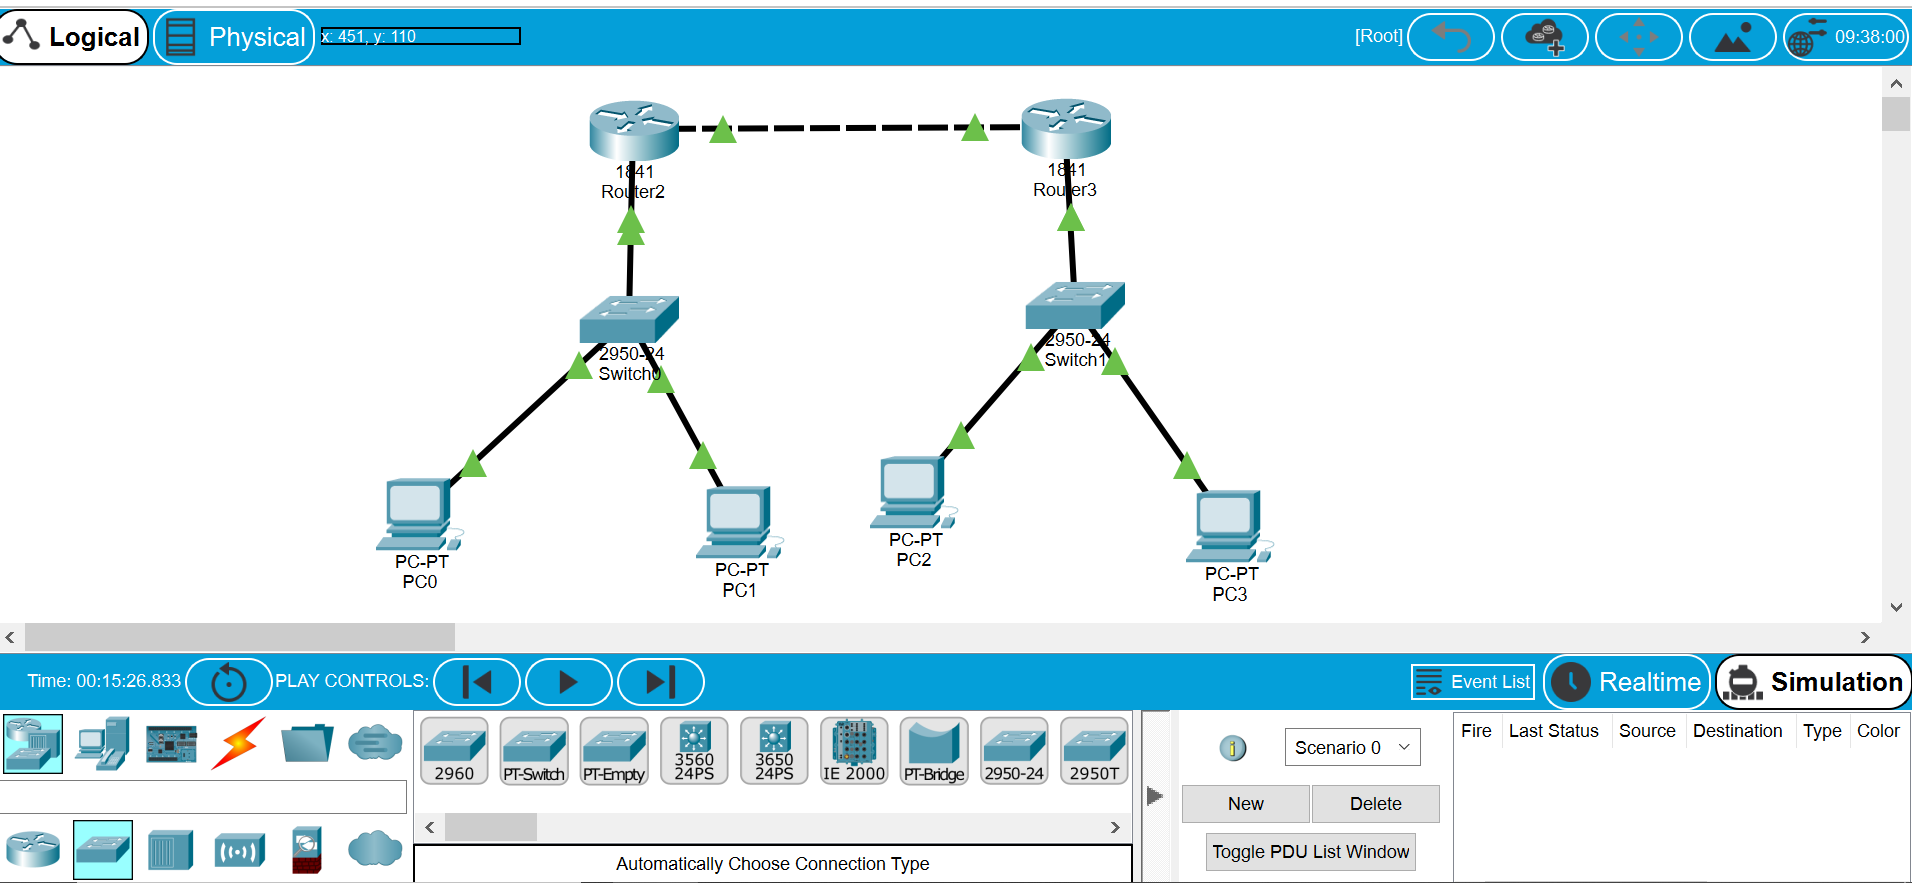 Logical
Physical
x: 451, y: 110
[Root]
09:38:00
1841
Router2
1841
Router3
2950-24
Switch0
2950-24
Switch1
PC-PT
PC0
PC-PT
PC1
PC-PT
PC2
PC-PT
PC3
Time: 00:15:26.833
PLAY CONTROLS:
Event List
Realtime
Simulation
2960
PT-Switch
PT-Empty
3560
24PS
3650
24PS
IE 2000
PT-Bridge
2950-24
2950T
Automatically Choose Connection Type
Scenario 0
New
Delete
Toggle PDU List Window
Fire Last Status Source Destination Type Color